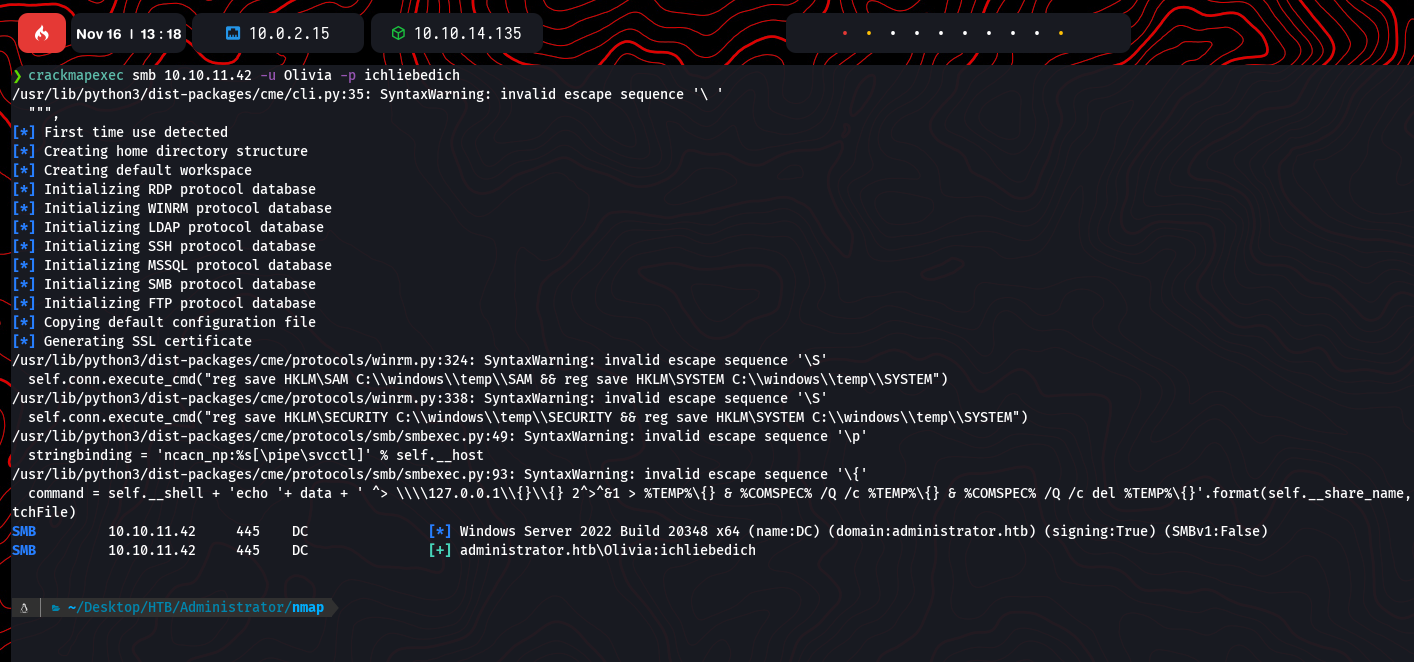 Nov 16 | 13 : 18
10.0.2.15
10.10.14.135
❯ crackmapexec smb 10.10.11.42 -u Olivia -p ichliebedich
/usr/lib/python3/dist-packages/cme/cli.py:35: SyntaxWarning: invalid escape sequence '\ '
  """,
[*] First time use detected
[*] Creating home directory structure
[*] Creating default workspace
[*] Initializing RDP protocol database
[*] Initializing WINRM protocol database
[*] Initializing LDAP protocol database
[*] Initializing SSH protocol database
[*] Initializing MSSQL protocol database
[*] Initializing SMB protocol database
[*] Initializing FTP protocol database
[*] Copying default configuration file
[*] Generating SSL certificate
/usr/lib/python3/dist-packages/cme/protocols/winrm.py:324: SyntaxWarning: invalid escape sequence '\S'
  self.conn.execute_cmd("reg save HKLM\SAM C:\\windows\\temp\\SAM && reg save HKLM\SYSTEM C:\\windows\\temp\\SYSTEM")
/usr/lib/python3/dist-packages/cme/protocols/winrm.py:338: SyntaxWarning: invalid escape sequence '\S'
  self.conn.execute_cmd("reg save HKLM\SECURITY C:\\windows\\temp\\SECURITY && reg save HKLM\SYSTEM C:\\windows\\temp\\SYSTEM")
/usr/lib/python3/dist-packages/cme/protocols/smb/smbexec.py:49: SyntaxWarning: invalid escape sequence '\p'
  stringbinding = 'ncacn_np:%s[\pipe\svcctl]' % self.__host
/usr/lib/python3/dist-packages/cme/protocols/smb/smbexec.py:93: SyntaxWarning: invalid escape sequence '\{'
  command = self.__shell + 'echo '+ data + ' ^> \\\\127.0.0.1\\{}\\{} 2^>^&1 > %TEMP%\{} & %COMSPEC% /Q /c %TEMP%\{} & %COMSPEC% /Q /c del %TEMP%\{}'.format(self.__share_name,
tchFile)
SMB         10.10.11.42     445    DC               [*] Windows Server 2022 Build 20348 x64 (name:DC) (domain:administrator.htb) (signing:True) (SMBv1:False)
SMB         10.10.11.42     445    DC               [+] administrator.htb\Olivia:ichliebedich
~/Desktop/HTB/Administrator/nmap